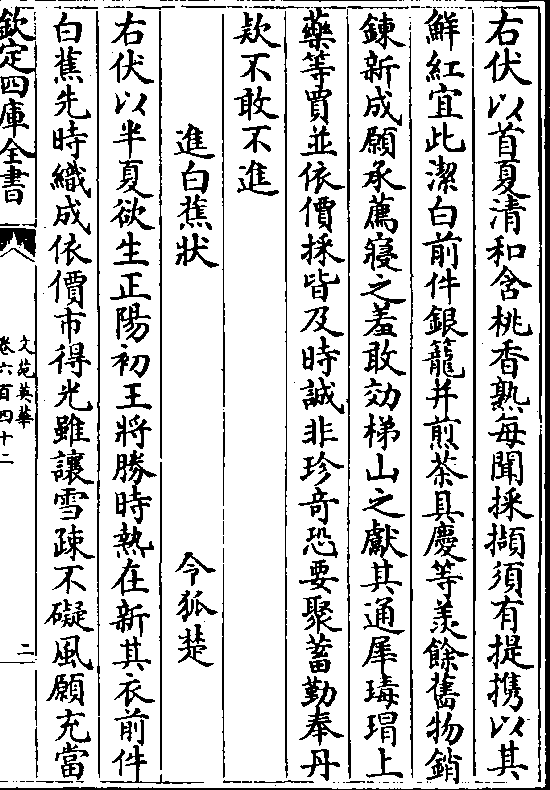 右伏以首夏清和含桃香熟每聞採擷須有提携以其
鮮紅宜此潔白前件銀籠并煎茶具慶等羨餘舊物銷
鍊新成願承薦寢之羞敢效梯山之獻其通犀瑇瑁上
藥等賈並依價採皆及時誠非珍竒恐要聚蓄勤奉丹
欵不敢不進
進白蕉狀 令狐楚
右伏以半夏欲生正陽初王將勝時熱在新其衣前件
白蕉先時織成依價市得光雖讓雪疎不礙風願充當
欽定四庫全書
文苑英華
卷六百四十二
二